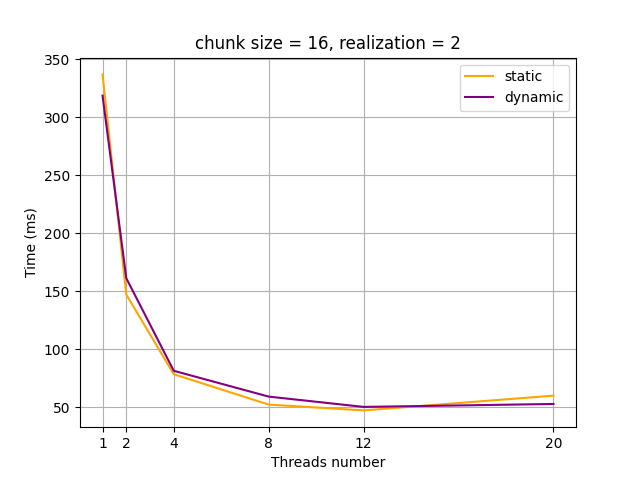 chunk size = 16, realization = 2
static
dynamic
Time (ms)
350
300
250
200
150
100
50
1 2 4 8 12 20
Threads number